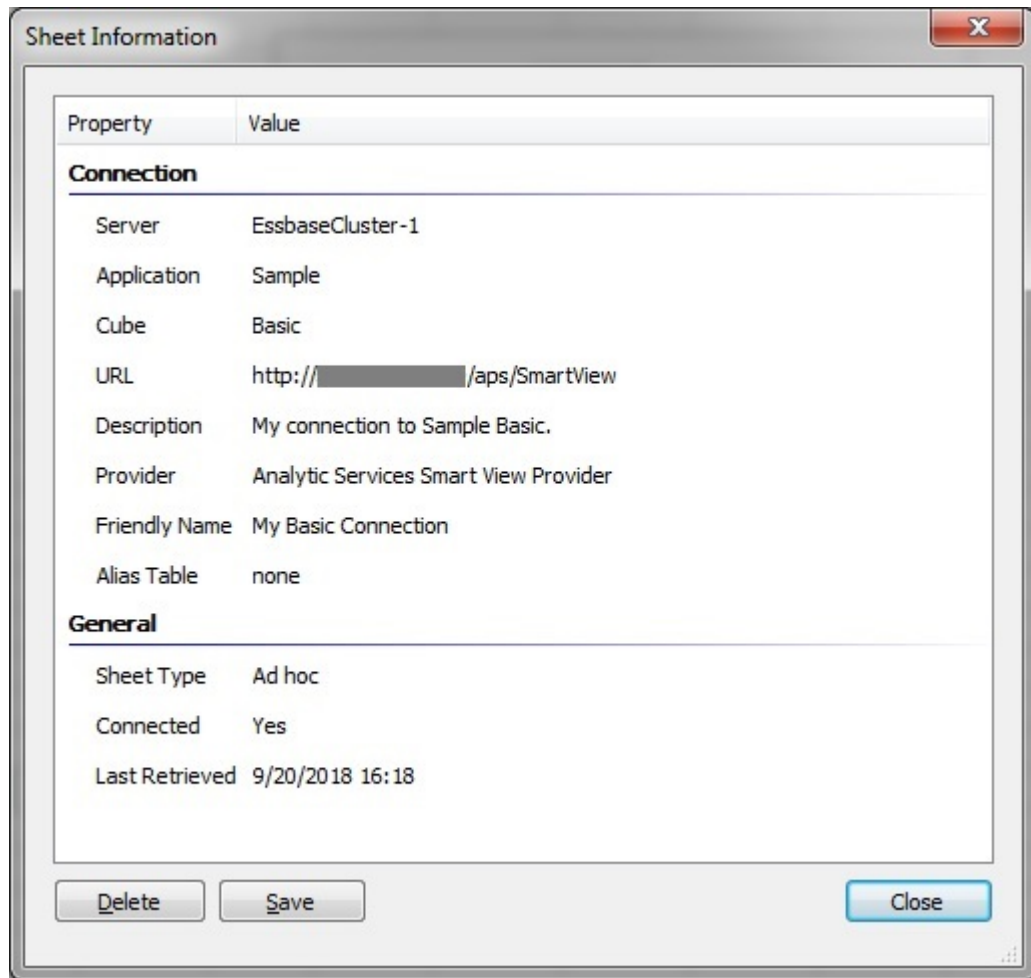 Sheet Information
Property Value
Connection
Server EssbaseCluster-1
Application Sample
Cube Basic
URL http:// /aps/SmartView
Description My connection to Sample Basic.
Provider Analytic Services Smart View Provider
Friendly Name My Basic Connection
Alias Table none
General
Sheet Type Ad hoc
Connected Yes
Last Retrieved 9/20/2018 16:18
Delete Save Close